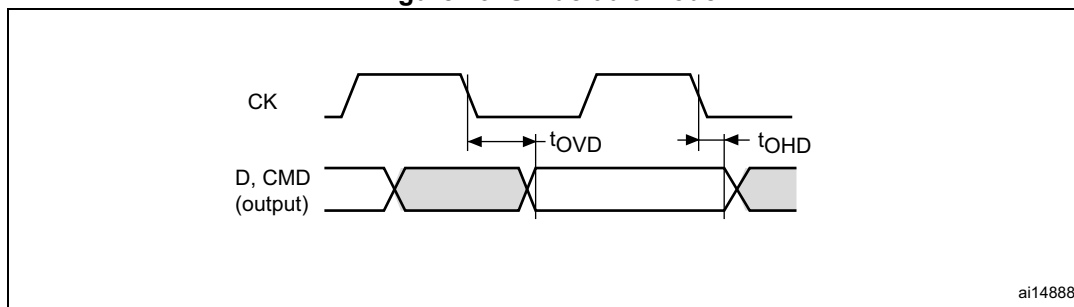 CK
tOVD
tOHD
D, CMD
(output)
ai14888